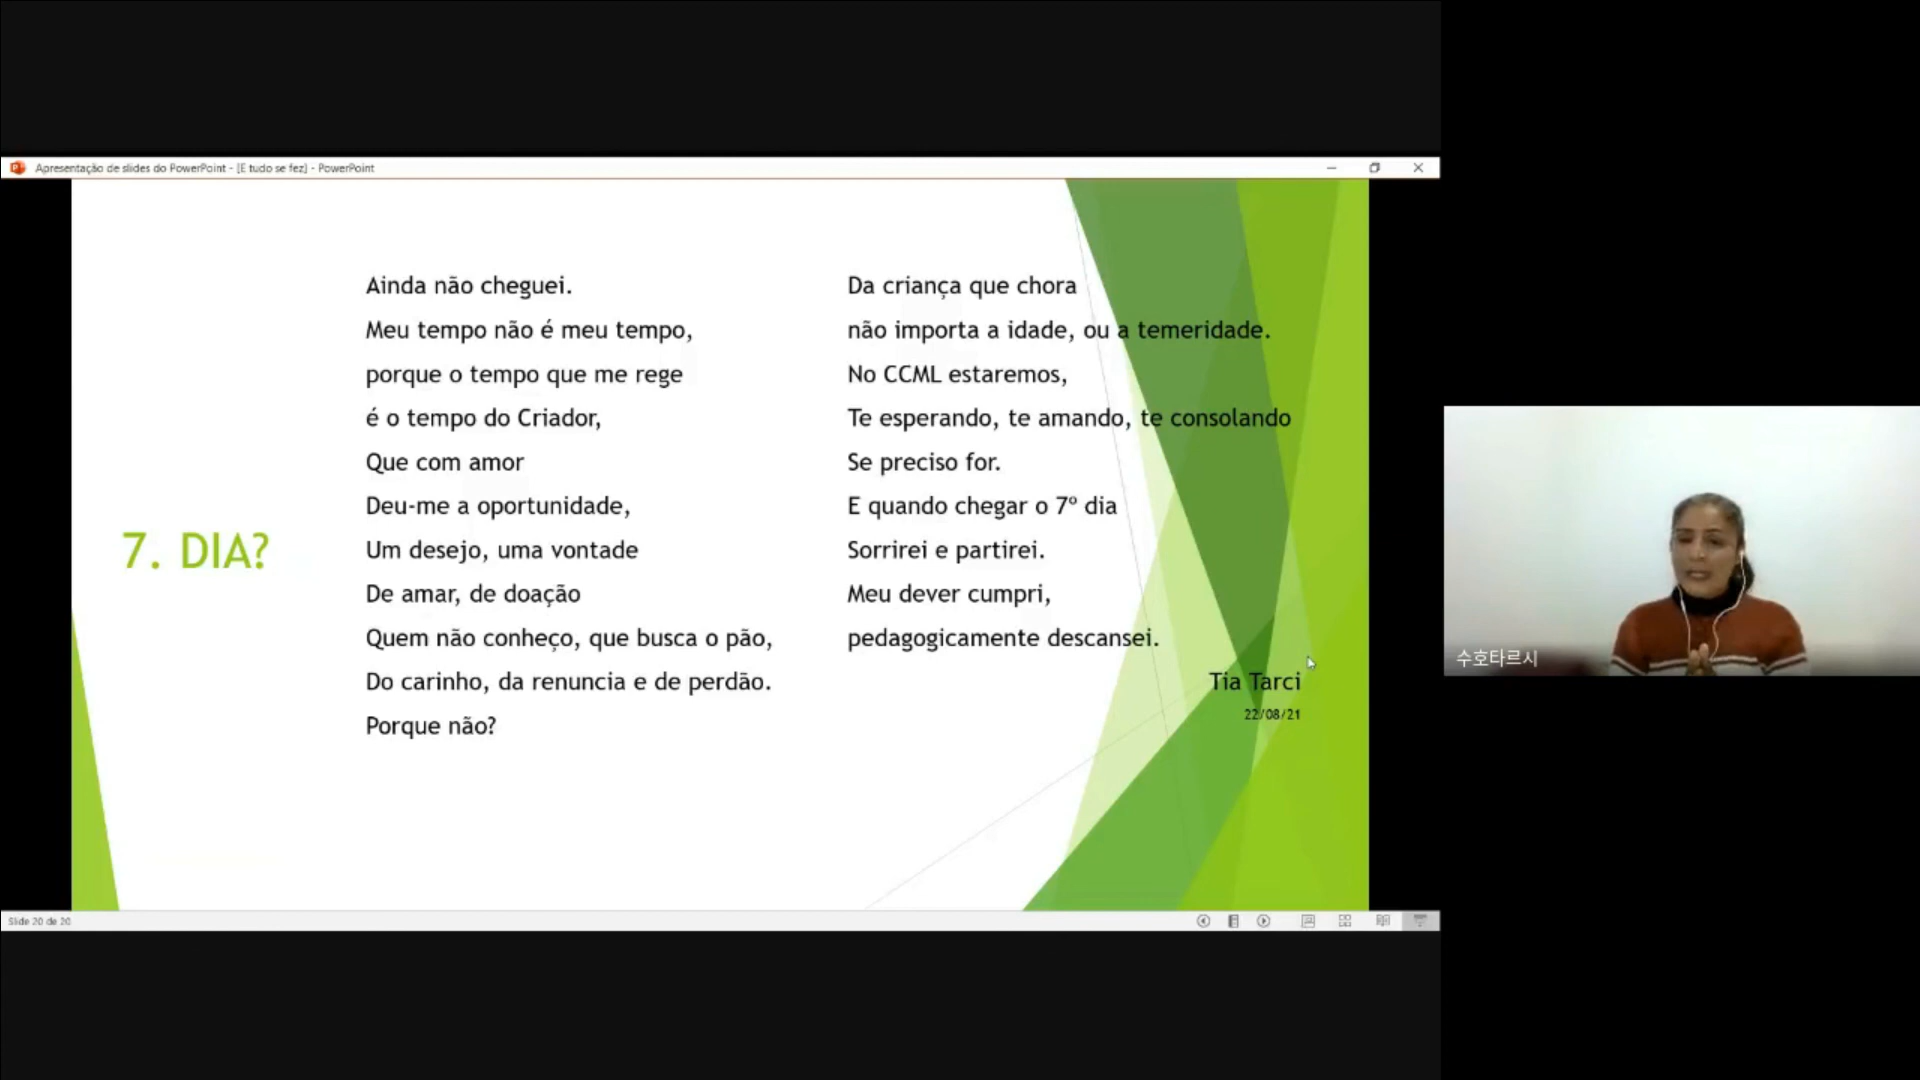 Apresentação de slides do PowerPoint - [E tudo se fez] - PowerPoint
7. DIA?
Ainda não cheguei.
Meu tempo não é meu tempo,
porque o tempo que me rege
é o tempo do Criador,
Que com amor
Deu-me a oportunidade,
Um desejo, uma vontade
De amar, de doação
Quem não conheço, que busca o pão,
Do carinho, da renuncia e de perdão.
Porque não?
Da criança que chora
não importa a idade, ou a temeridade.
No CCML estaremos,
Te esperando, te amando, te consolando
Se preciso for.
E quando chegar o 7º dia
Sorrirei e partirei.
Meu dever cumpri,
pedagogicamente descansei.
Tia Tarci
22/08/21
Slide 20 de 20
수호타르시